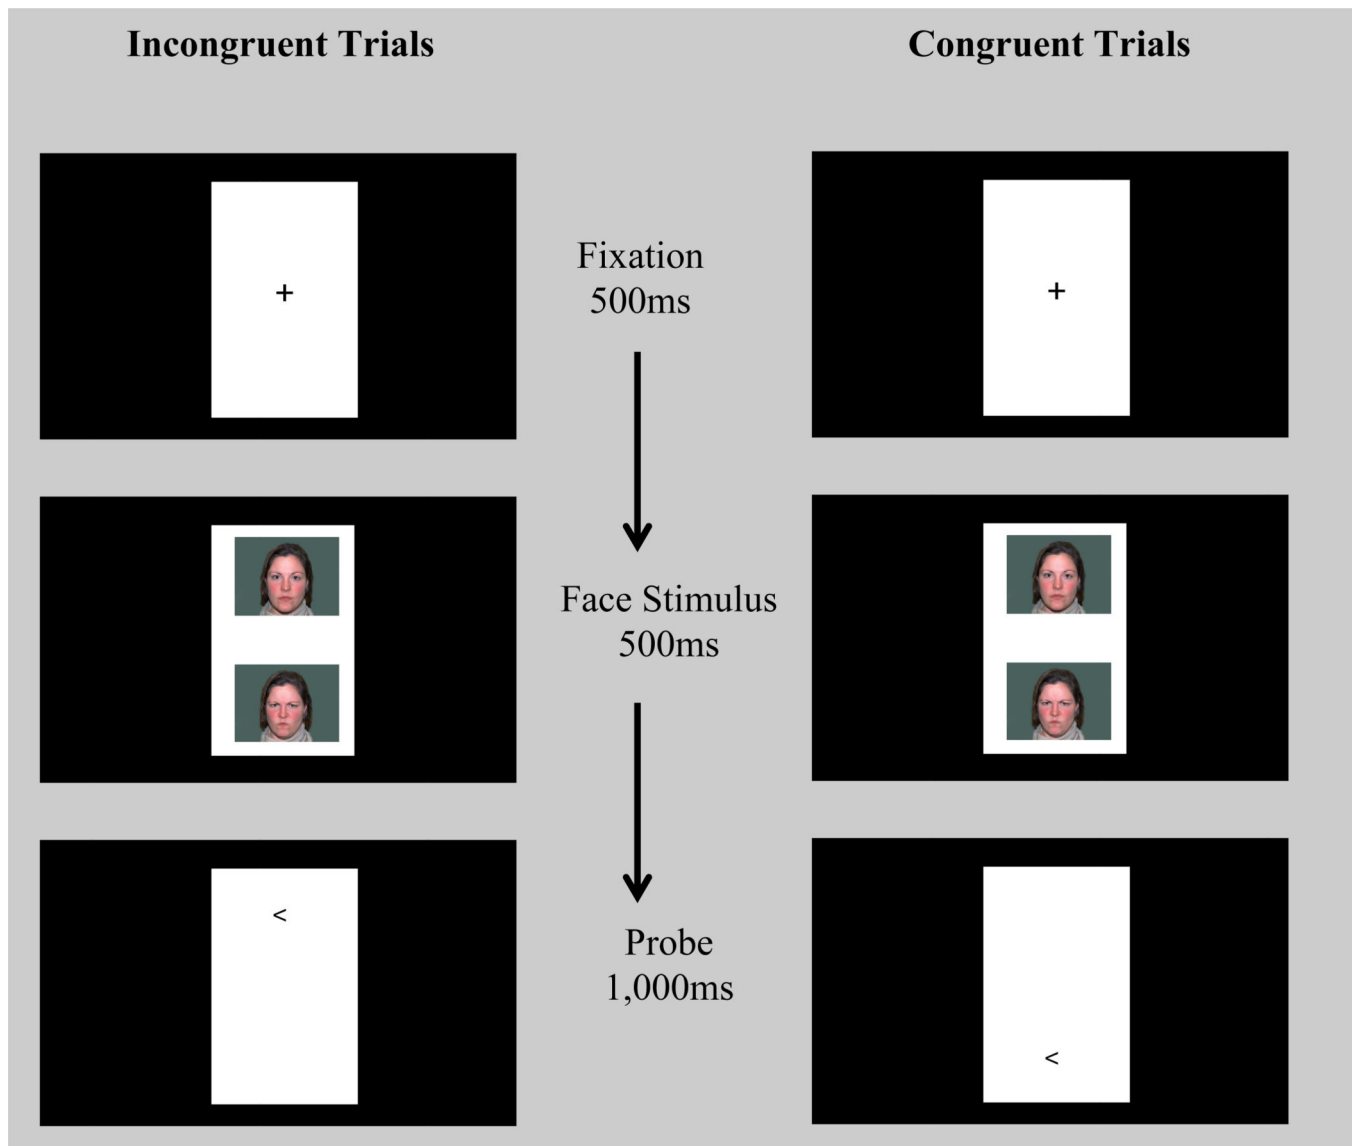 Incongruent Trials
Congruent Trials
+
Fixation
500ms
+
Face Stimulus
500ms
<
Probe
1,000ms
<